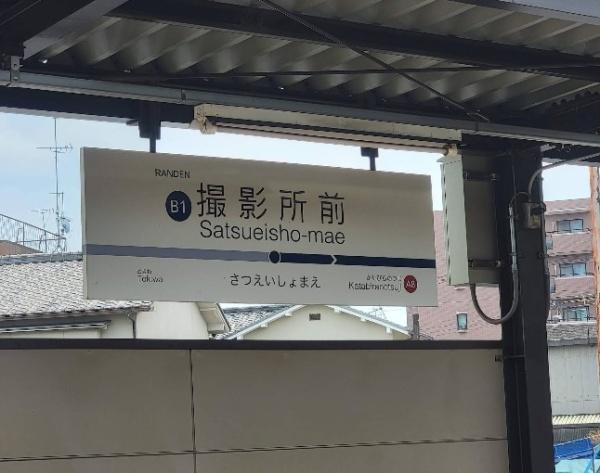 RANDEN
B1 撮影所前
Satsueisho-mae
ときわ
Tokiwa
さつえいしょまえ
かたびらのつじ
Katabiranotsuji
A8